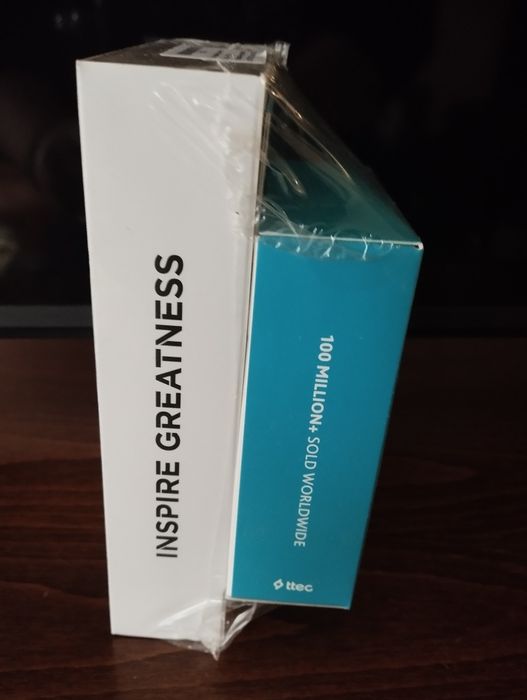 INSPIRE GREATNESS
100 MILLION+ SOLD WORLDWIDE
ttec